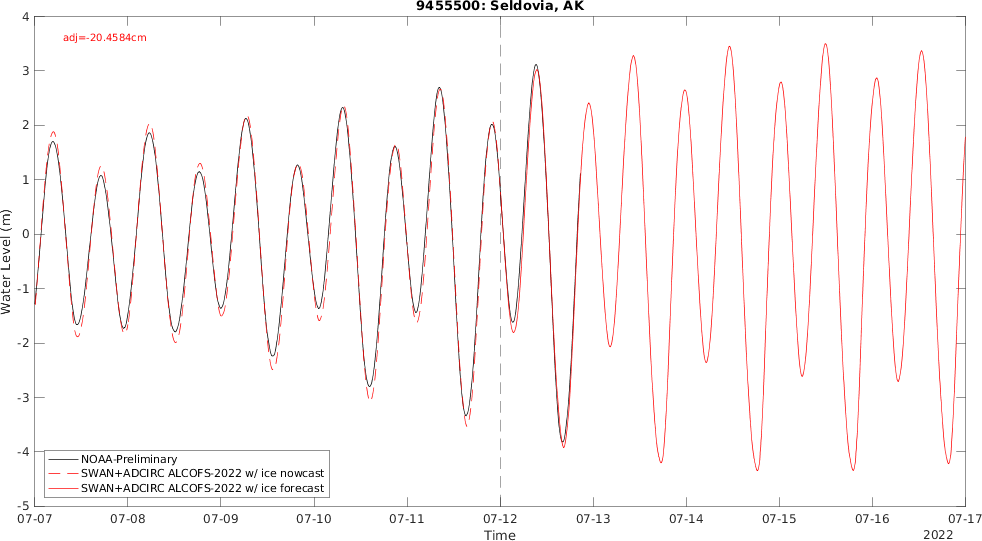 9455500: Seldovia, AK
adj=-20.4584cm
4
3
2
1
0
-1
-2
-3
-4
-5
Water Level (m)
NOAA-Preliminary
SWAN+ADCIRC ALCOFS-2022 w/ ice nowcast
SWAN+ADCIRC ALCOFS-2022 w/ ice forecast
07-07 07-08 07-09 07-10 07-11 07-12 07-13 07-14 07-15 07-16 07-17
Time
2022